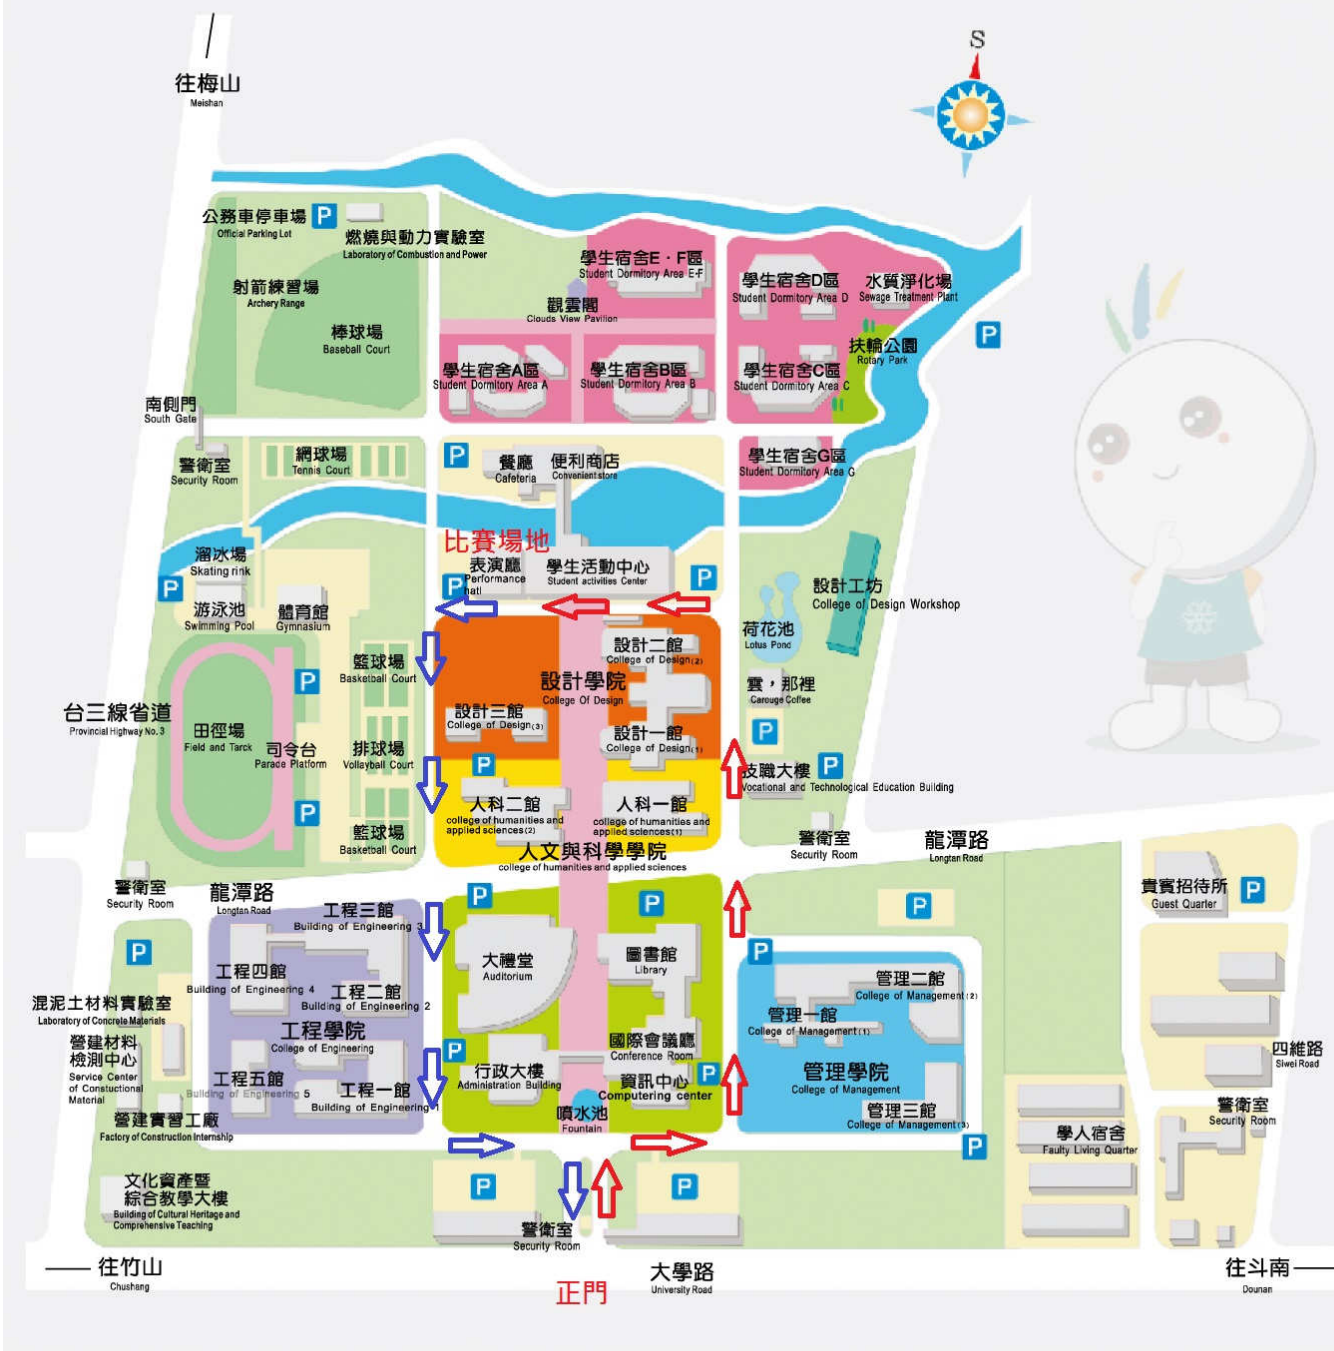 S
往梅山
Meishan
公務車停車場
Official Parking Lot
P
燃燒與動力實驗室
Laboratory of Combustion and Power
射箭練習場
Archery Range
棒球場
Baseball Court
學生宿舍E‧F區
Student Dormitory Area E-F
觀雲閣
Clouds View Pavilion
學生宿舍D區
Student Dormitory Area D
水質淨化場
Sewage Treatment Plant
P
扶輪公園
Rotary Park
學生宿舍A區
Student Dormitory Area A
學生宿舍B區
Student Dormitory Area B
學生宿舍C區
Student Dormitory Area C
南側門
South Gate
警衛室
Security Room
網球場
Tennis Court
P
餐廳
Cafeteria
便利商店
Convenient store
學生宿舍G區
Student Dormitory Area G
比賽場地
溜冰場
Skating rink
P
游泳池
Swimming Pool
體育館
Gymnasium
表演廳
Performance
hall
P
學生活動中心
Student activities Center
P
設計工坊
College of Design Workshop
荷花池
Lotus Pond
籃球場
Basketball Court
P
設計二館
College of Design(2)
設計學院
College Of Design
雲，那裡
Carouge Coffee
台三線省道
Provincial Highway No. 3
田徑場
Field and Tarck
司令台
Parade Platform
排球場
Vollayball Court
設計三館
College of Design(3)
設計一館
College of Design(1)
P
P
技職大樓
Vocational and Technological Education Building
P
P
籃球場
Basketball Court
人科二館
college of humanities and
applied sciences(2)
人科一館
college of humanities and
applied sciences(1)
人文與科學學院
college of humanities and applied sciences
警衛室
Security Room
龍潭路
Longtan Road
警衛室
Security Room
龍潭路
Longtan Road
P
P
P
貴賓招待所
Guest Quarter
P
工程三館
Building of Engineering 3
P
P
大禮堂
Auditorium
圖書館
Library
工程四館
Building of Engineering 4
工程二館
Building of Engineering 2
管理二館
College of Management(2)
混泥土材料實驗室
Laboratory of Concrete Materials
管理一館
College of Management(1)
工程學院
College of Engineering
國際會議廳
Conference Room
營建材料
檢測中心
Service Center
of Constuctional
Material
P
四維路
Siwei Road
行政大樓
Administration Building
資訊中心
Computering center
P
管理學院
College of Management
工程五館
Building of Engineering 5
工程一館
Building of Engineering 1
噴水池
Fountain
管理三館
College of Management(3)
營建實習工廠
Factory of Construction Internship
警衛室
Security Room
學人宿舍
Faulty Living Quarter
P
文化資產暨
綜合教學大樓
Building of Cultural Heritage and
Comprehensive Teaching
P
P
警衛室
Security Room
往竹山
Chushang
正門
大學路
University Road
往斗南
Dounan